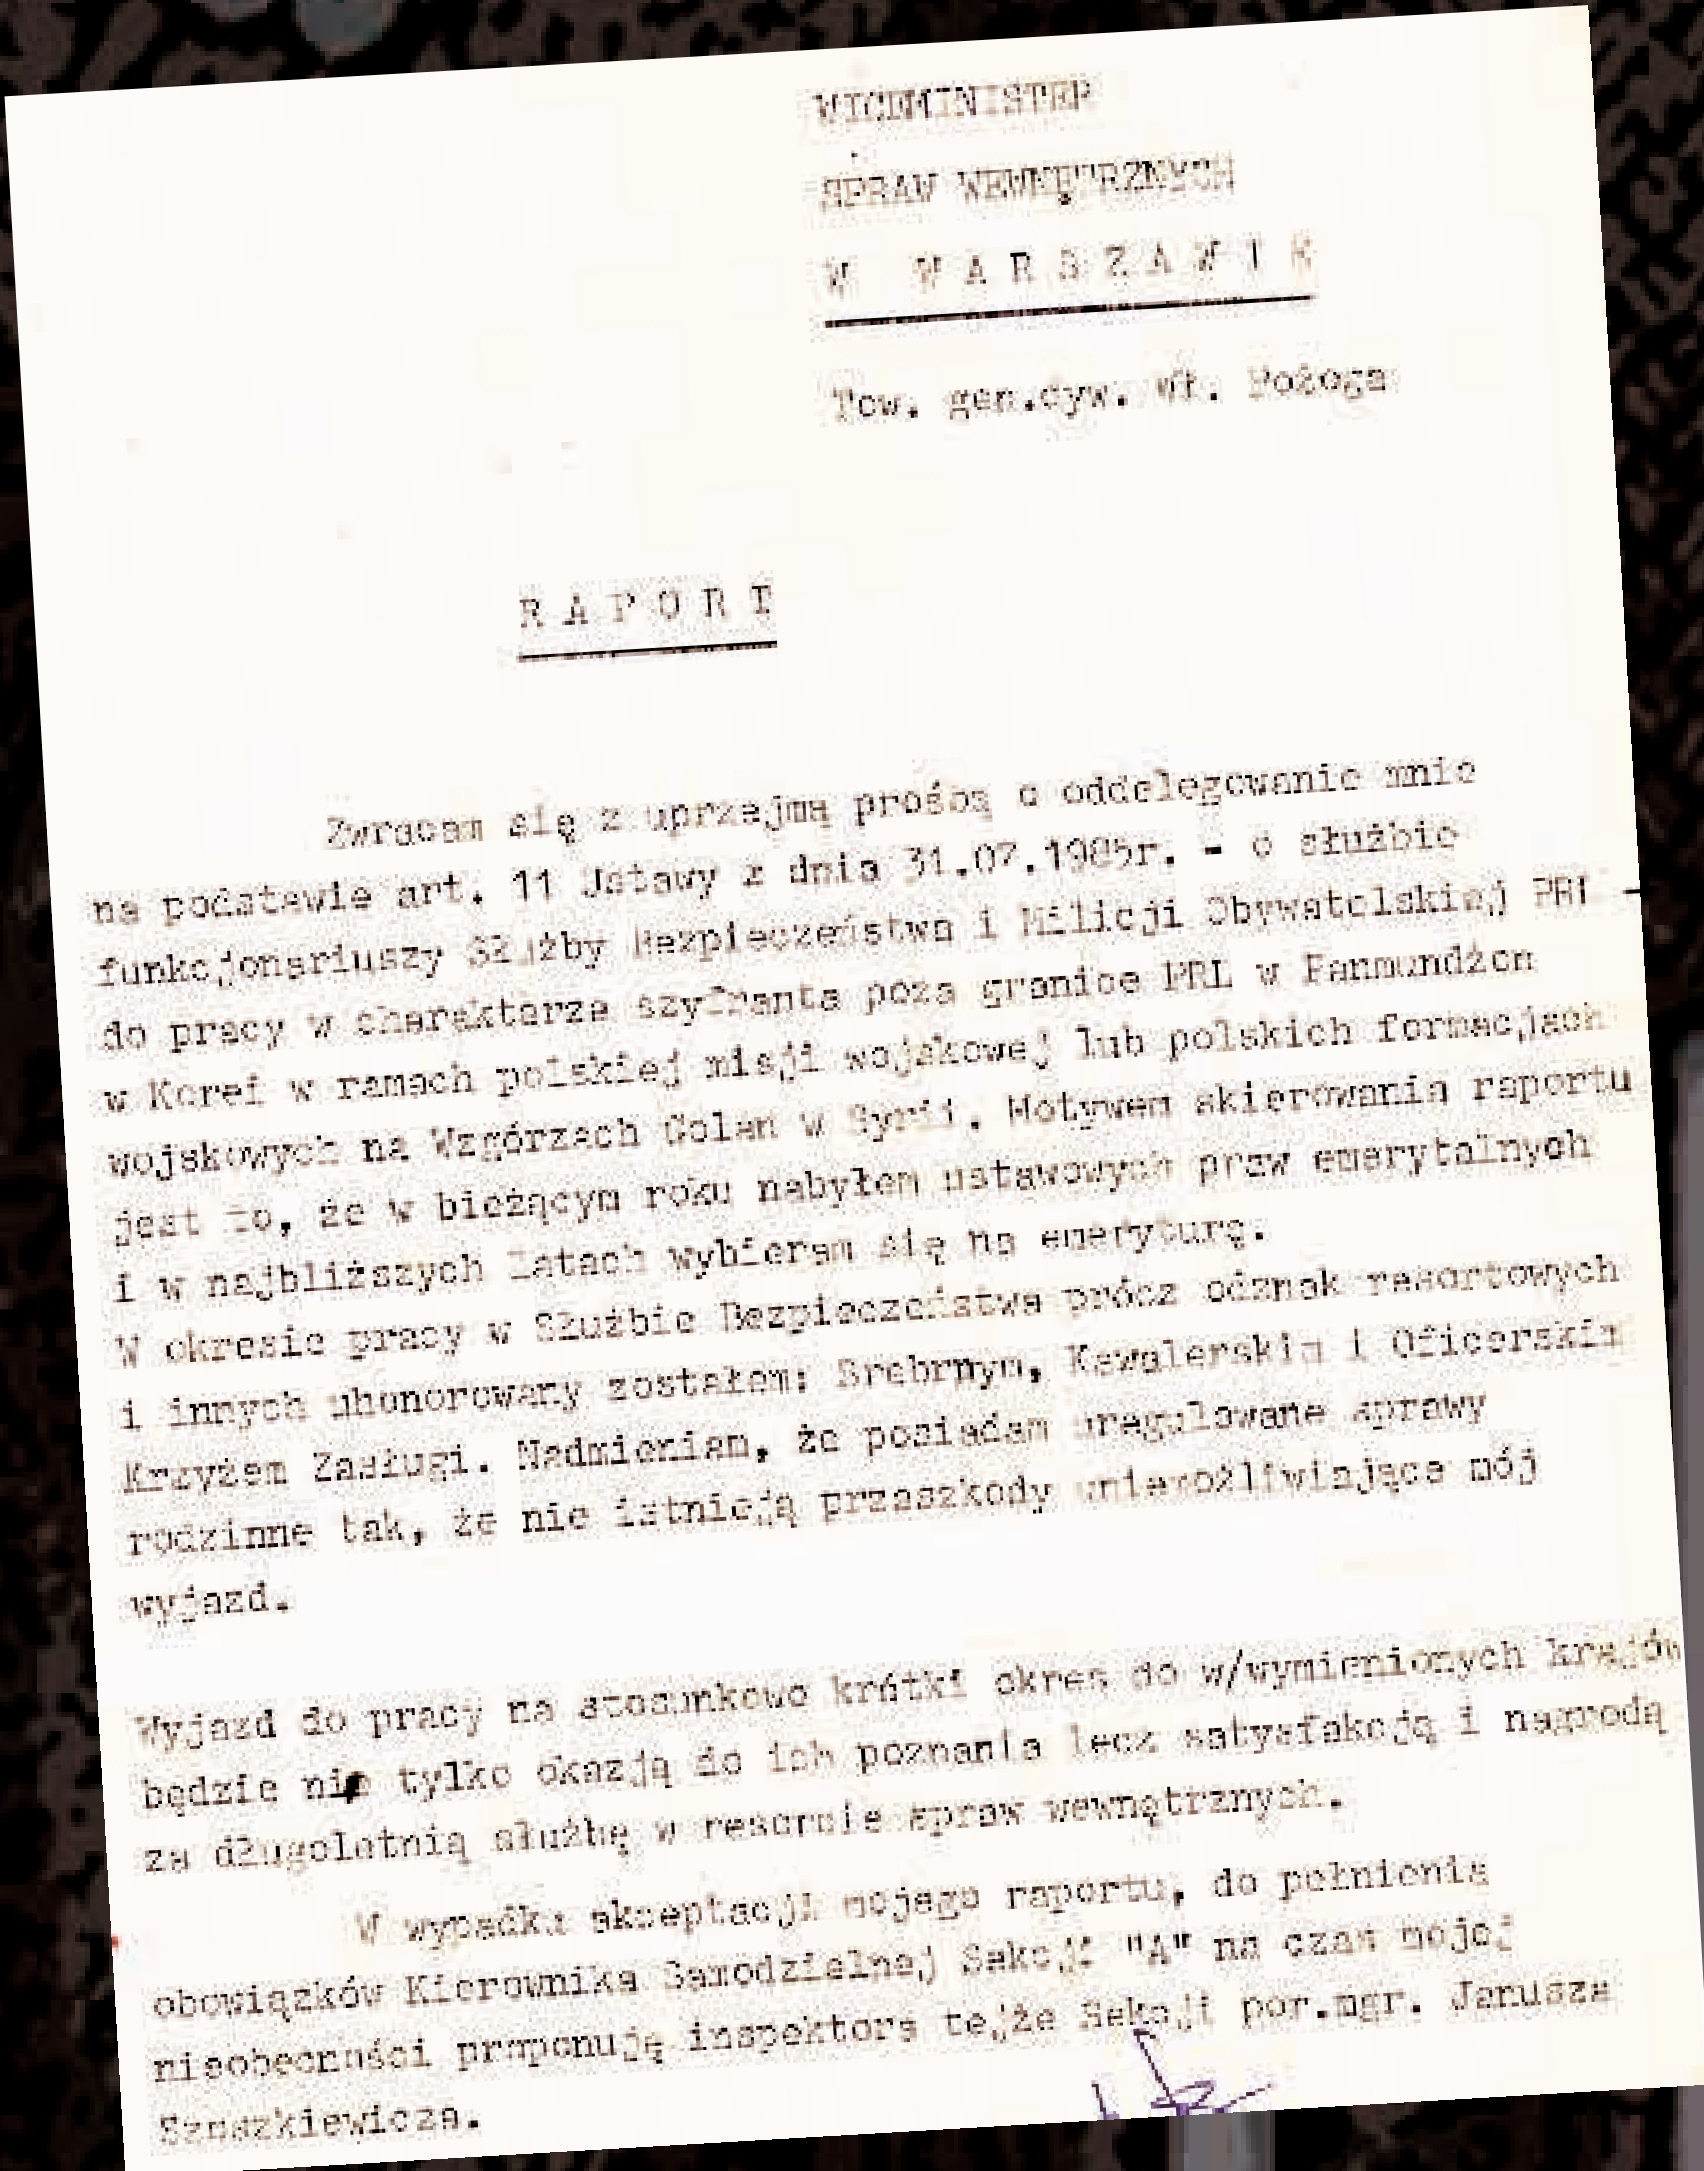 WICEMINISTER
SPRAW WEWNĘTRZNYCH
W WARSZAWIE
Tow. gen.dyw. Wł. Pożoga
RAPORT
Zwracam się z uprzejmą prośbą o oddelegowanie mnie
na podstawie art. 11 Ustawy z dnia 31.07.1985r. - o służbie
funkcjonariuszy Służby Bezpieczeństwa i Milicji Obywatelskiej PRL -
do pracy w charakterze szyfranta poza granice PRL w Panmundżon
w Korei w ramach polskiej misji wojskowej lub polskich formacjach
wojskowych na Wzgórzach Golan w Syrii. Motywem skierowania raportu
jest to, że w bieżącym roku nabyłem ustawowych praw emerytalnych
i w najbliższych latach wybieram się na emeryturę.
W okresie pracy w Służbie Bezpieczeństwa prócz odznak resortowych
i innych uhonorowany zostałem: Srebrnym, Kawalerskim i Oficerskim
Krzyżem Zasługi. Nadmieniam, że posiadam uregulowane sprawy
rodzinne tak, że nie istnieją przeszkody uniemożliwiające mój
wyjazd.
Wyjazd do pracy na stosunkowo krótki okres do w/wymienionych krajów
będzie nie tylko okazją do ich poznania lecz satysfakcją i nagrodą
za długoletnią służbę w resorcie spraw wewnętrznych.
W wypadku akceptacji mojego raportu, do pełnienia
obowiązków Kierownika Samodzielnej Sekcji "A" na czas mojej
nieobecności proponuję inspektora tejże Sekcji por.mgr. Janusza